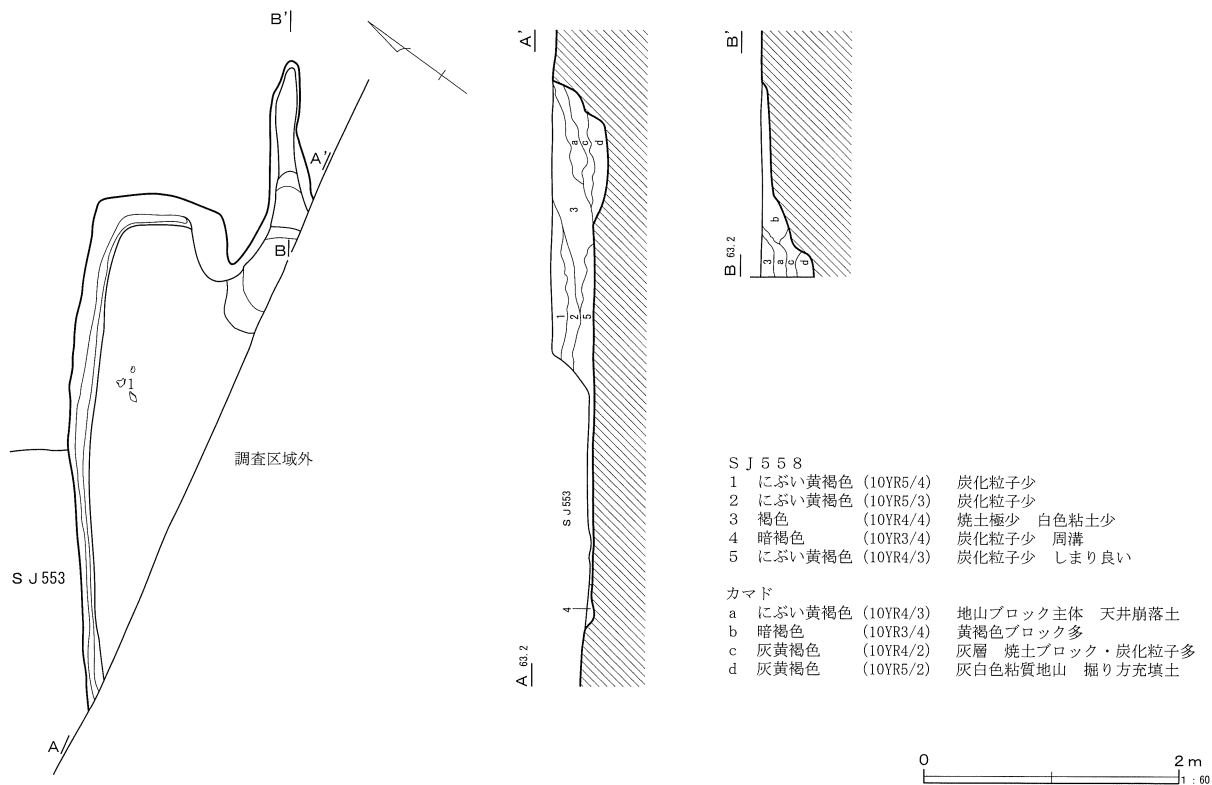 B'
A'
B
1
調査区域外
SJ553
A
A'
a
c
d
3
1
2
5
SJ553
4
A 63.2
B'
b
3
a
c
d
B 63.2
SJ558
1 にぶい黄褐色 (10YR5/4) 炭化粒子少
2 にぶい黄褐色 (10YR5/3) 炭化粒子少
3 褐色 (10YR4/4) 焼土極少 白色粘土少
4 暗褐色 (10YR3/4) 炭化粒子少 周溝
5 にぶい黄褐色 (10YR4/3) 炭化粒子少 しまり良い
カマド
a にぶい黄褐色 (10YR4/3) 地山ブロック主体 天井崩落土
b 暗褐色 (10YR3/4) 黄褐色ブロック多
c 灰黄褐色 (10YR4/2) 灰層 焼土ブロック・炭化粒子多
d 灰黄褐色 (10YR5/2) 灰白色粘質地山 掘り方充填土
0 2m
1:60